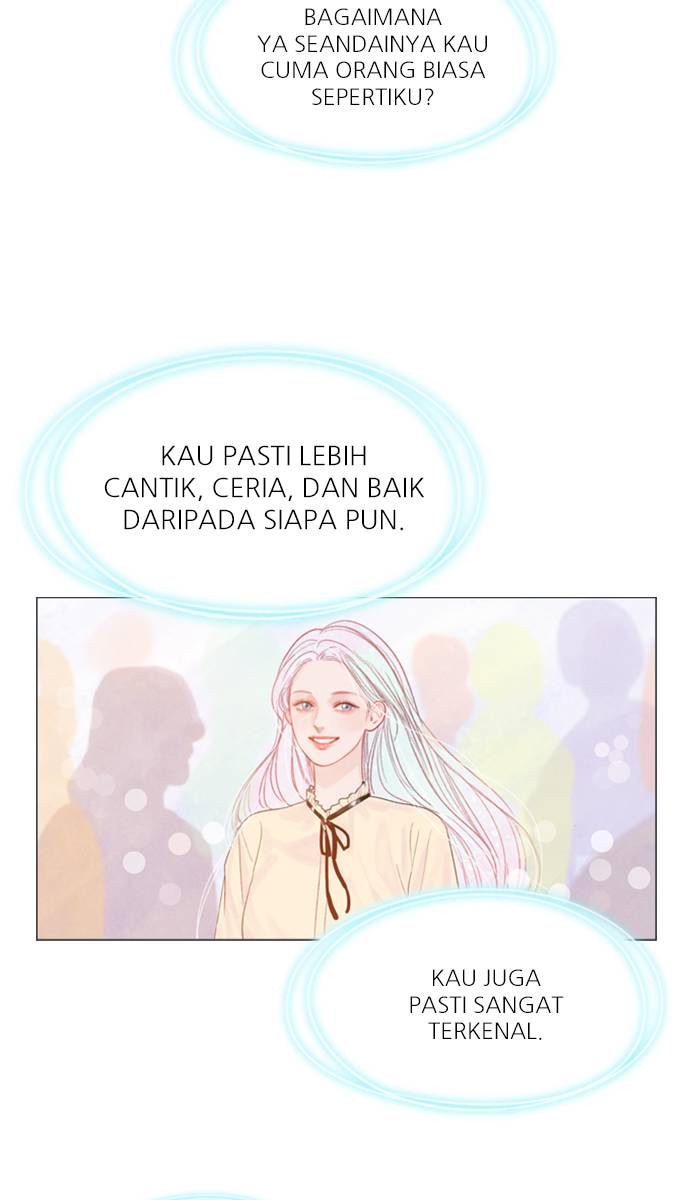 BAGAIMANA
YA SEANDAINYA KAU
CUMA ORANG BIASA
SEPERTIKU?
KAU PASTI LEBIH
CANTIK, CERIA, DAN BAIK
DARIPADA SIAPA PUN.
KAU JUGA
PASTI SANGAT
TERKENAL.